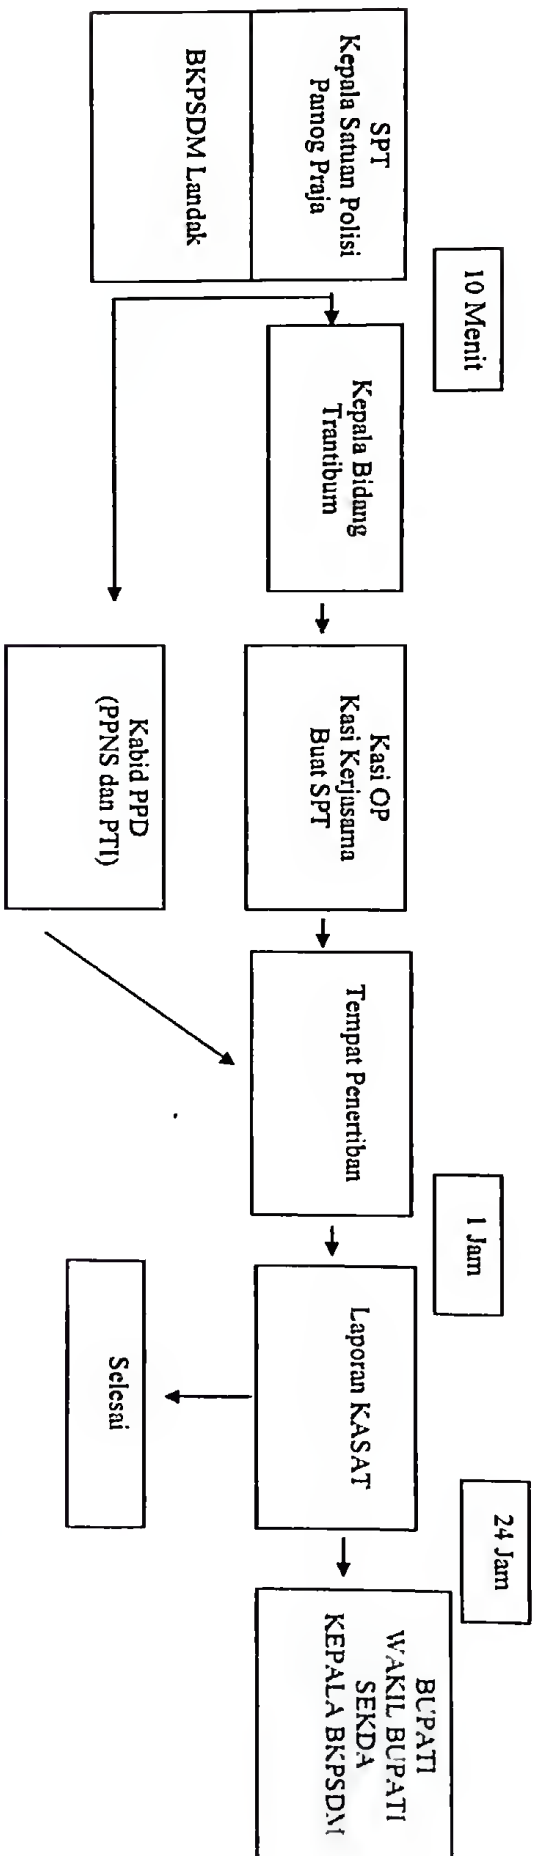 10 Menit
1 Jam
24 Jam
SPT
Kepala Satuan Polisi
Pamog Praja
BKPSDM Landak
Kepala Bidang
Trantibum
Kasi OP
Kasi Kerjasama
Buat SPT
Tempat Penertiban
Laporan KASAT
BUPATI
WAKIL BUPATI
SEKDA
KEPALA BKPSDM
Kabid PPD
(PPNS dan PTI)
Selesai